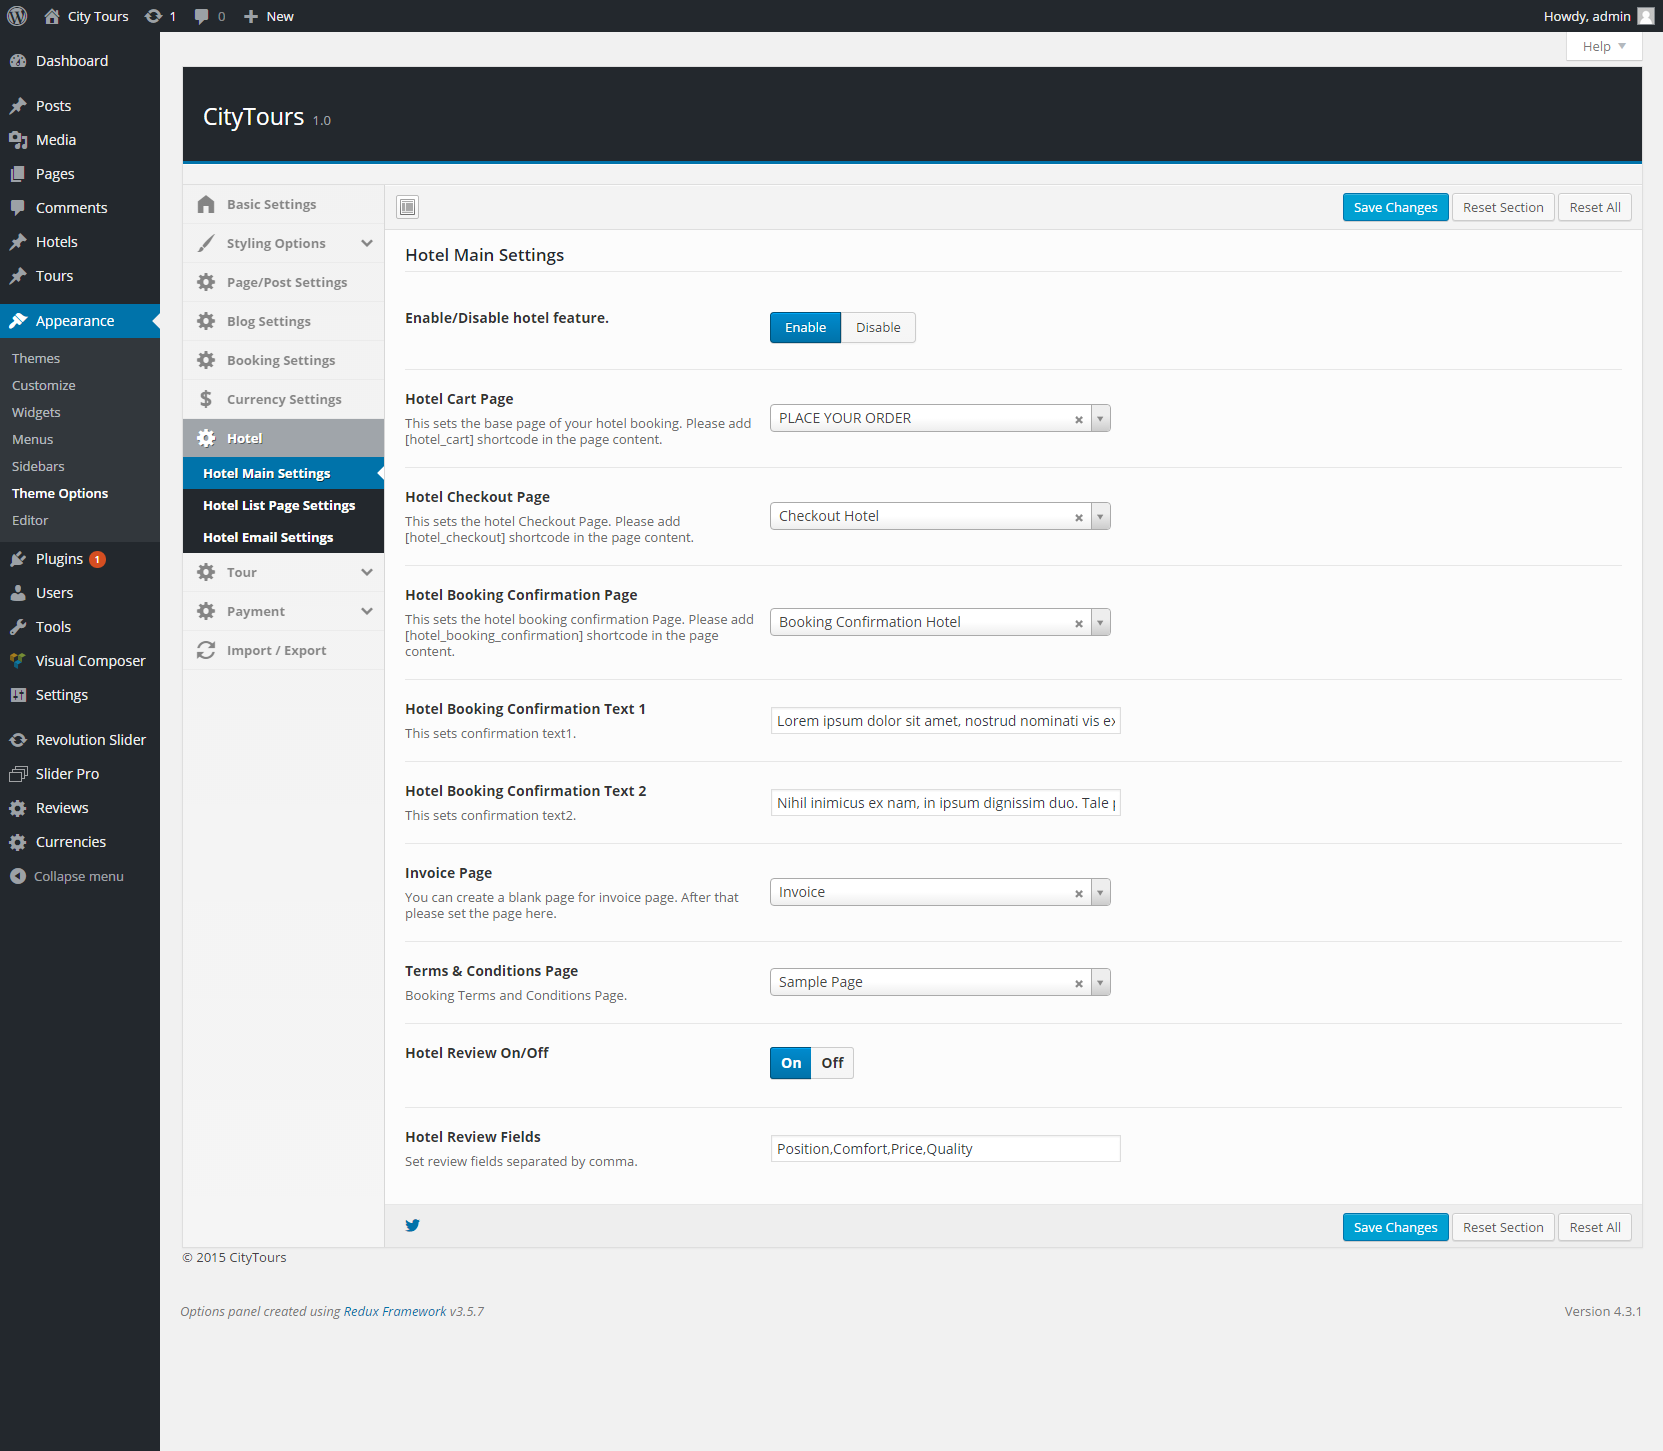 City Tours
1
0
New
Howdy, admin
Dashboard
Posts
Media
Pages
Comments
Hotels
Tours
Appearance
Themes
Customize
Widgets
Menus
Sidebars
Theme Options
Editor
Plugins 1
Users
Tools
Visual Composer
Settings
Revolution Slider
Slider Pro
Reviews
Currencies
Collapse menu
Help
CityTours 1.0
Basic Settings
Styling Options
Page/Post Settings
Blog Settings
Booking Settings
Currency Settings
Hotel
Hotel Main Settings
Hotel List Page Settings
Hotel Email Settings
Tour
Payment
Import / Export
Save Changes
Reset Section
Reset All
Hotel Main Settings
Enable/Disable hotel feature.
Enable
Disable
Hotel Cart Page
This sets the base page of your hotel booking. Please add
[hotel_cart] shortcode in the page content.
PLACE YOUR ORDER
Hotel Checkout Page
This sets the hotel Checkout Page. Please add
[hotel_checkout] shortcode in the page content.
Checkout Hotel
Hotel Booking Confirmation Page
This sets the hotel booking confirmation Page. Please add
[hotel_booking_confirmation] shortcode in the page
content.
Booking Confirmation Hotel
Hotel Booking Confirmation Text 1
This sets confirmation text1.
Lorem ipsum dolor sit amet, nostrud nominati vis ex
Hotel Booking Confirmation Text 2
This sets confirmation text2.
Nihil inimicus ex nam, in ipsum dignissim duo. Tale
Invoice Page
You can create a blank page for invoice page. After that
please set the page here.
Invoice
Terms & Conditions Page
Booking Terms and Conditions Page.
Sample Page
Hotel Review On/Off
On
Off
Hotel Review Fields
Set review fields separated by comma.
Position,Comfort,Price,Quality
Save Changes
Reset Section
Reset All
© 2015 CityTours
Options panel created using Redux Framework v3.5.7
Version 4.3.1